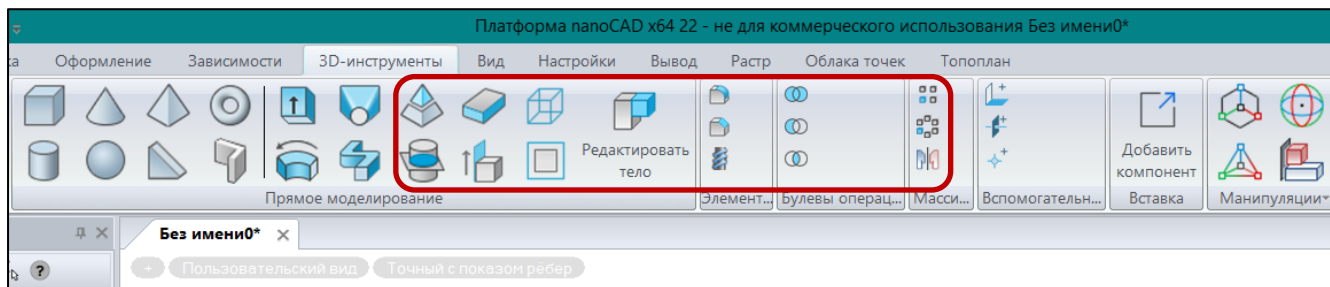 Платформа nanoCAD x64 22 - не для коммерческого использования Без имени0*
Оформление Зависимости 3D-инструменты Вид Настройки Вывод Растр Облака точек Топоплан
Редактировать
тело
Добавить
компонент
Прямое моделирование Элемент... Булевы операц... Масси... Вспомогательн... Вставка Манипуляции
Без имени0*
+ Пользовательский вид Точный с показом рёбер
?